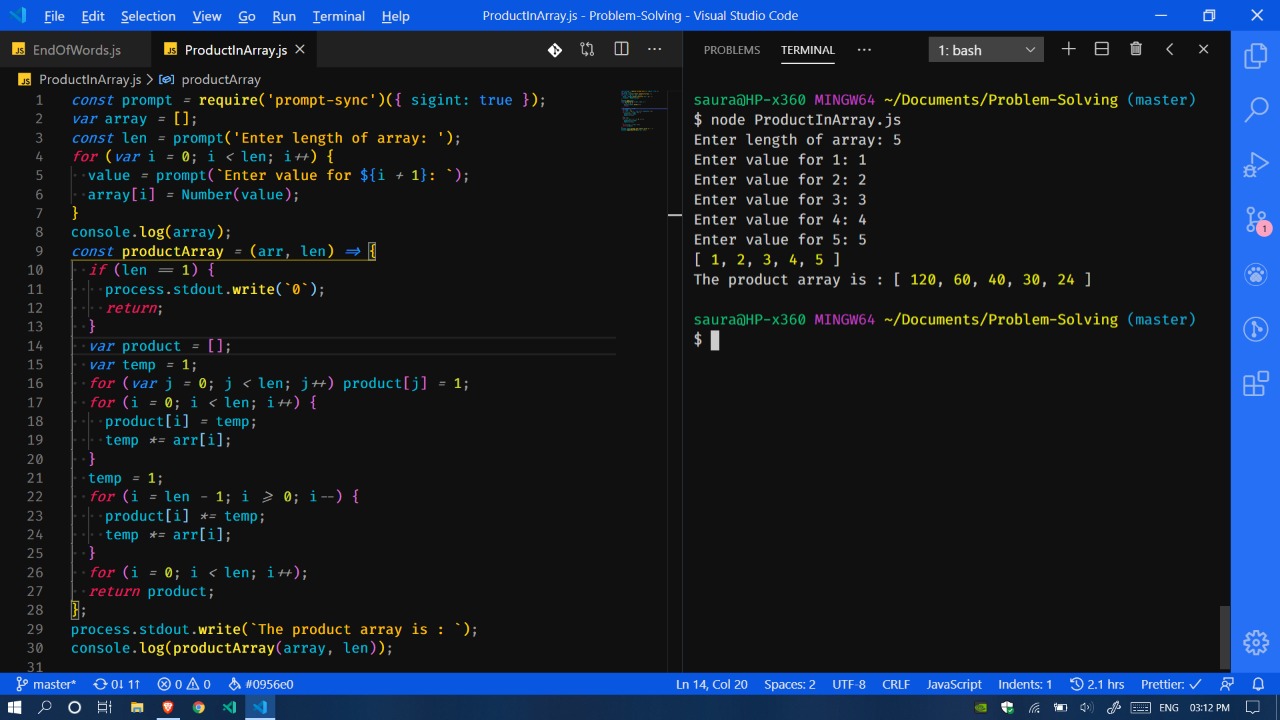 File Edit Selection View Go Run Terminal Help ProductInArray.js - Problem-Solving - Visual Studio Code
JS EndOfWords.js JS ProductInArray.js
JS ProductInArray.js > productArray
1 const prompt = require('prompt-sync')({ sigint: true });
2 var array = [];
3 const len = prompt('Enter length of array: ');
4 for (var i = 0; i < len; i++) {
5 value = prompt(`Enter value for ${i + 1}: `);
6 array[i] = Number(value);
7 }
8 console.log(array);
9 const productArray = (arr, len) => {
10 if (len == 1) {
11 process.stdout.write(`0`);
12 return;
13 }
14 var product = [];
15 var temp = 1;
16 for (var j = 0; j < len; j++) product[j] = 1;
17 for (i = 0; i < len; i++) {
18 product[i] = temp;
19 temp *= arr[i];
20 }
21 temp = 1;
22 for (i = len - 1; i >= 0; i--) {
23 product[i] *= temp;
24 temp *= arr[i];
25 }
26 for (i = 0; i < len; i++);
27 return product;
28 };
29 process.stdout.write(`The product array is : `);
30 console.log(productArray(array, len));
31
PROBLEMS TERMINAL ··· 1: bash
saura@HP-x360 MINGW64 ~/Documents/Problem-Solving (master)
$ node ProductInArray.js
Enter length of array: 5
Enter value for 1: 1
Enter value for 2: 2
Enter value for 3: 3
Enter value for 4: 4
Enter value for 5: 5
[ 1, 2, 3, 4, 5 ]
The product array is : [ 120, 60, 40, 30, 24 ]
saura@HP-x360 MINGW64 ~/Documents/Problem-Solving (master)
$
1
master* 0↓ 1↑ 0 0 #0956e0 Ln 14, Col 20 Spaces: 2 UTF-8 CRLF JavaScript Indents: 1 2.1 hrs Prettier: ✓
ENG 03:12 PM